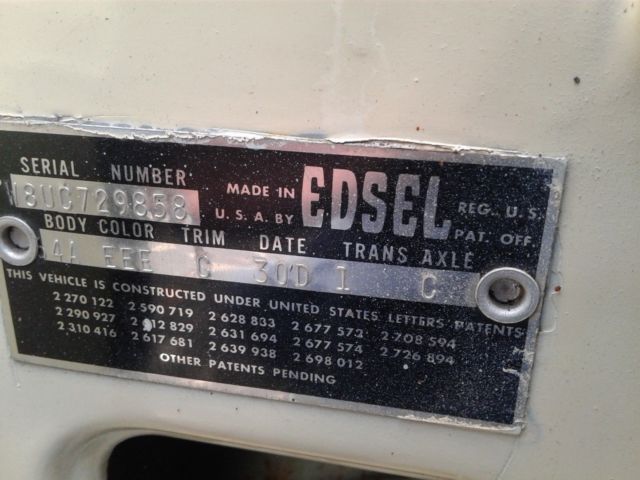 SERIAL NUMBER
W8UC729858
MADE IN
U.S.A. BY
EDSEL
REG. U.S.
PAT. OFF.
BODY COLOR TRIM DATE TRANS AXLE
64A EEE C 30D 1 C
THIS VEHICLE IS CONSTRUCTED UNDER UNITED STATES LETTERS PATENTS
2 270 122 2 590 719 2 628 833 2 677 572 2 708 594
2 290 927 2 612 829 2 631 694 2 677 574 2 726 894
2 310 416 2 617 681 2 639 938 2 698 012
OTHER PATENTS PENDING